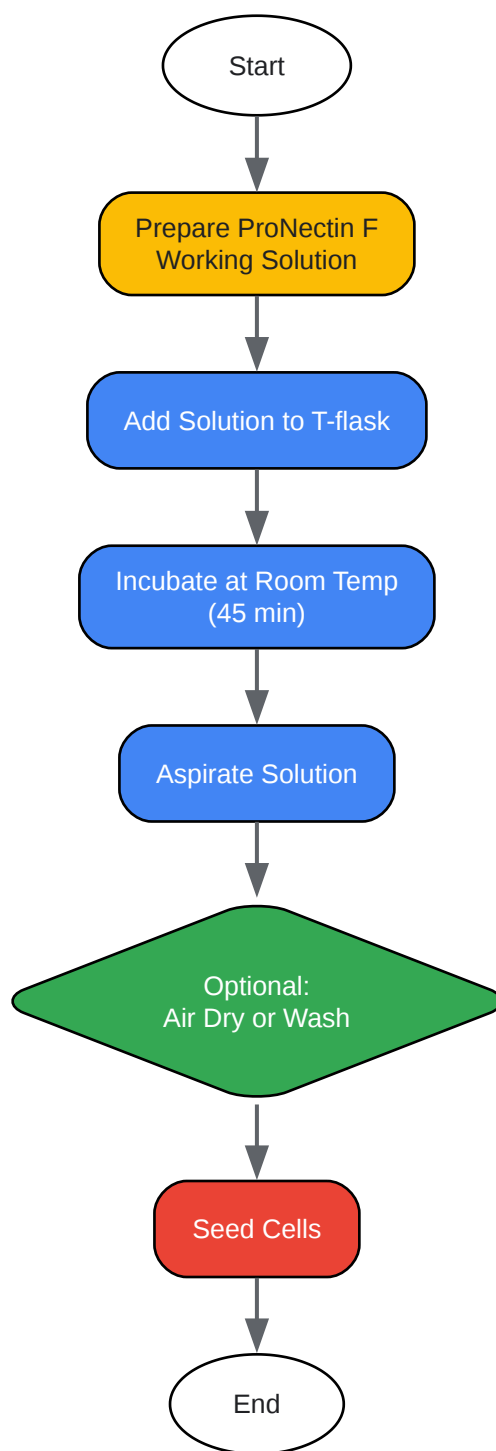 Start
Prepare ProNectin F
Working Solution
Add Solution to T-flask
Incubate at Room Temp
(45 min)
Aspirate Solution
Optional:
Air Dry or Wash
Seed Cells
End